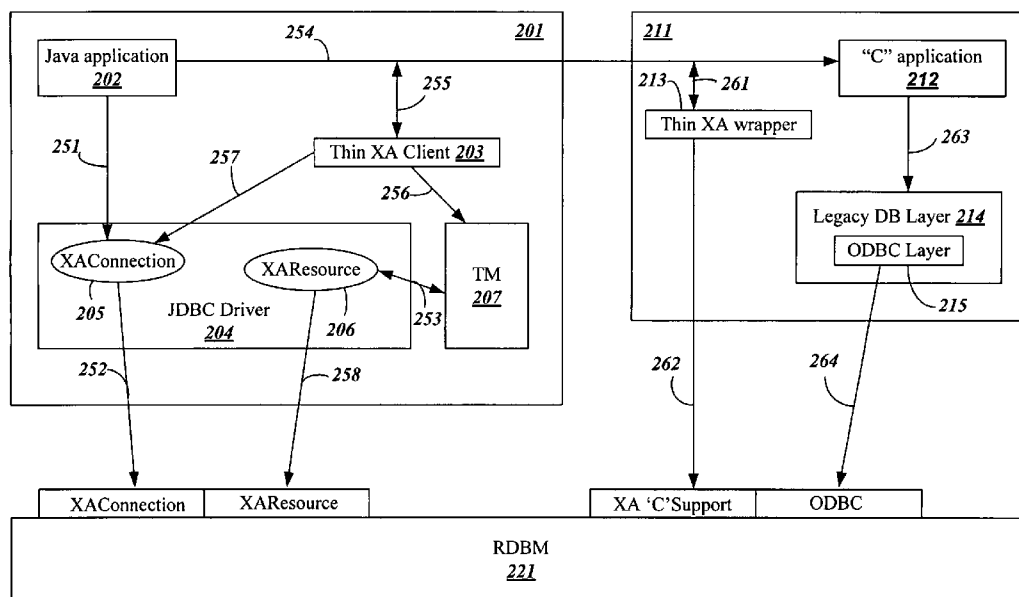 201
211
254
Java application
202
"C" application
212
255
213
261
Thin XA wrapper
251
257
Thin XA Client 203
256
263
Legacy DB Layer 214
ODBC Layer
XAConnection
XAResource
TM
207
205
JDBC Driver
204
206
253
215
252
258
262
264
XAConnection
XAResource
XA 'C'Support
ODBC
RDBM
221